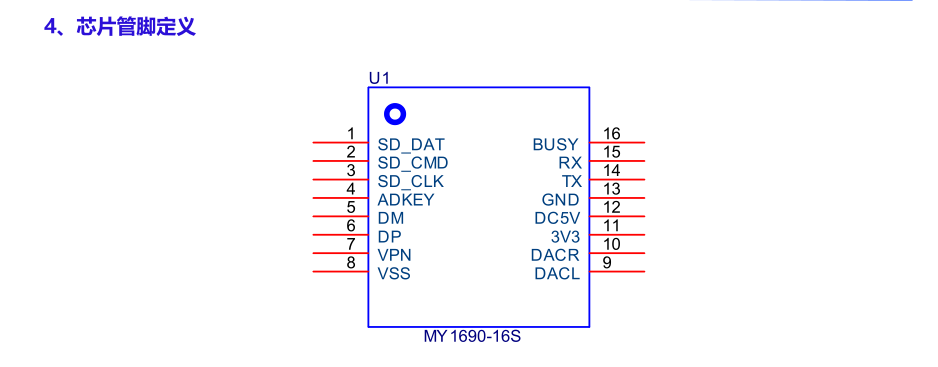 4、芯片管脚定义
U1
1 SD_DAT BUSY 16
2 SD_CMD RX 15
3 SD_CLK TX 14
4 ADKEY GND 13
5 DM DC5V 12
6 DP 3V3 11
7 VPN DACR 10
8 VSS DACL 9
MY1690-16S